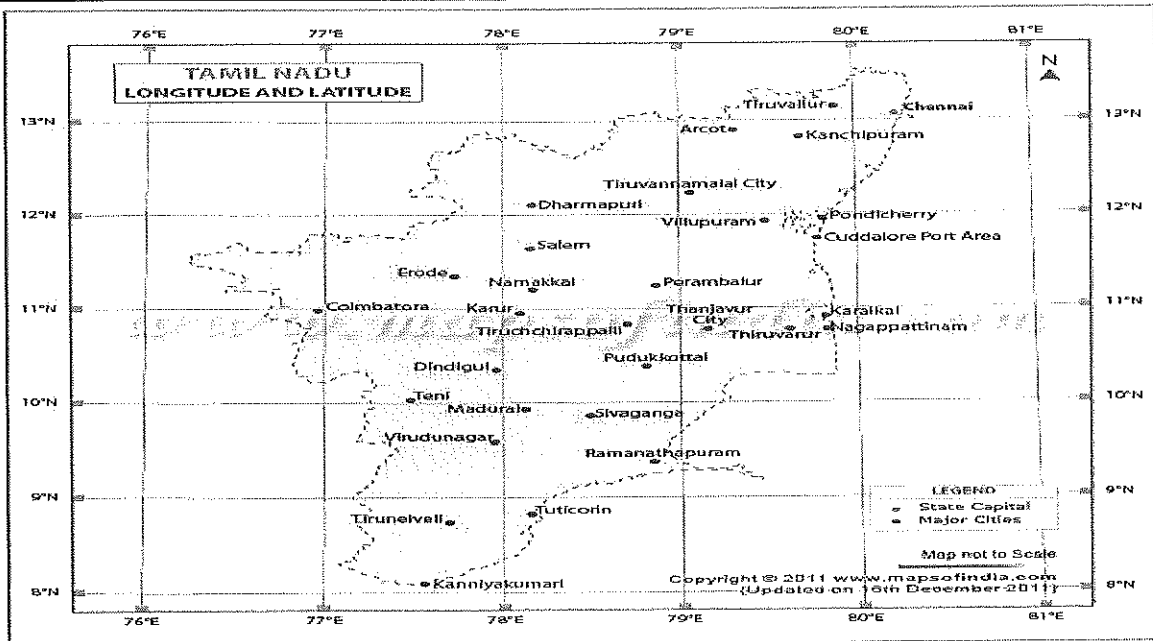 76°E 77°E 78°E 79°E 80°E 81°E
TAMIL NADU
LONGITUDE AND LATITUDE
N
Tiruvallur
Channai
13°N
13°N
Arcot
Kanchipuram
Tiruvannamalai City
Dharmapuri
12°N
12°N
Villupuram
Pondicherry
Cuddalore Port Area
Salem
Erode
Namakkal
Perambalur
11°N
11°N
Coimbatora
Karur
Thanjavur
City
Karaikal
Tiruchchirappalli
Thiruvarur
Nagappattinam
Pudukkottai
Dindigul
Teni
10°N
10°N
Madurai
Sivaganga
Virudunagar
Ramanathapuram
9°N
9°N
LEGEND
State Capital
Major Cities
Tirunelveli
Tuticorin
Map not to Scale
Kanniyakumari
Copyright © 2011 www.mapsofindia.com
(Updated on 16th December 2011)
8°N
8°N
76°E 77°E 78°E 79°E 80°E 81°E